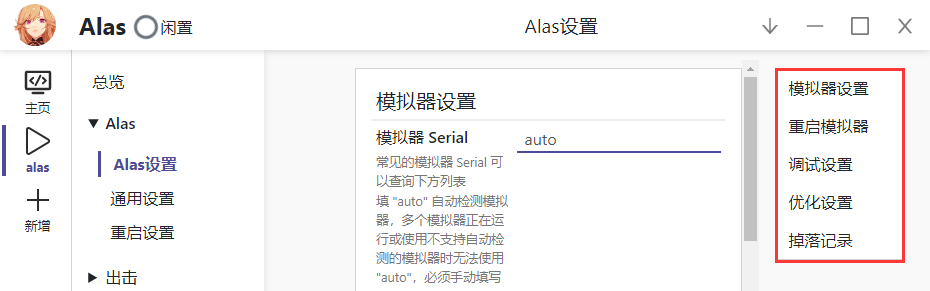 Alas 闲置
Alas设置
主页
alas
新增
总览
▼ Alas
Alas设置
通用设置
重启设置
▶ 出击
模拟器设置
模拟器 Serial
auto
常见的模拟器 Serial 可
以查询下方列表
填 "auto" 自动检测模拟
器，多个模拟器正在运
行或使用不支持自动检
测的模拟器时无法使用
"auto"，必须手动填写
模拟器设置
重启模拟器
调试设置
优化设置
掉落记录